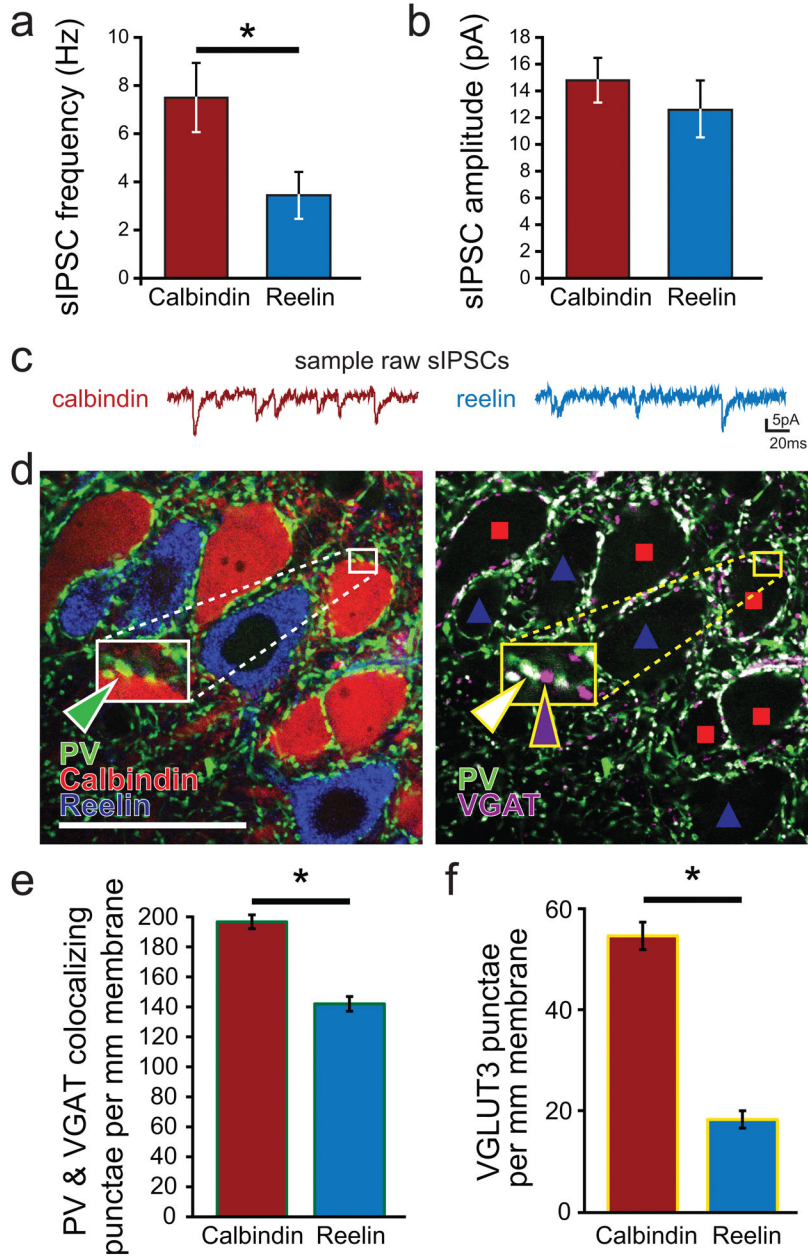 a
sIPSC frequency (Hz)
8
6
4
2
0
*
Calbindin
Reelin
b
sIPSC amplitude (pA)
18
16
14
12
10
8
6
4
2
0
Calbindin
Reelin
c
sample raw sIPSCs
calbindin
reelin
5pA
20ms
d
PV
Calbindin
Reelin
PV
VGAT
e
PV & VGAT colocalizing
punctae per mm membrane
200
180
160
140
120
100
80
60
40
20
0
*
Calbindin
Reelin
f
VGLUT3 punctae
per mm membrane
60
40
20
0
*
Calbindin
Reelin